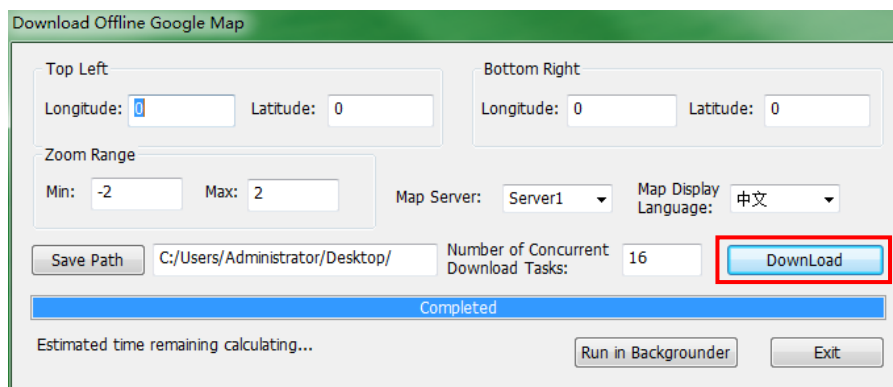 Download Offline Google Map
Top Left
Bottom Right
Longitude: 0 Latitude: 0 Longitude: 0 Latitude: 0
Zoom Range
Min: -2 Max: 2 Map Server: Server1 Map Display Language: 中文
Save Path C:/Users/Administrator/Desktop/ Number of Concurrent Download Tasks: 16 DownLoad
Completed
Estimated time remaining calculating...
Run in Backgrounder Exit